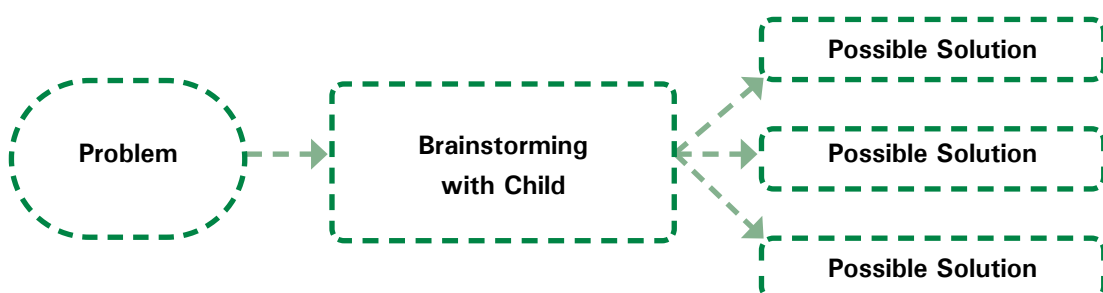 Problem
Brainstorming
with Child
Possible Solution
Possible Solution
Possible Solution